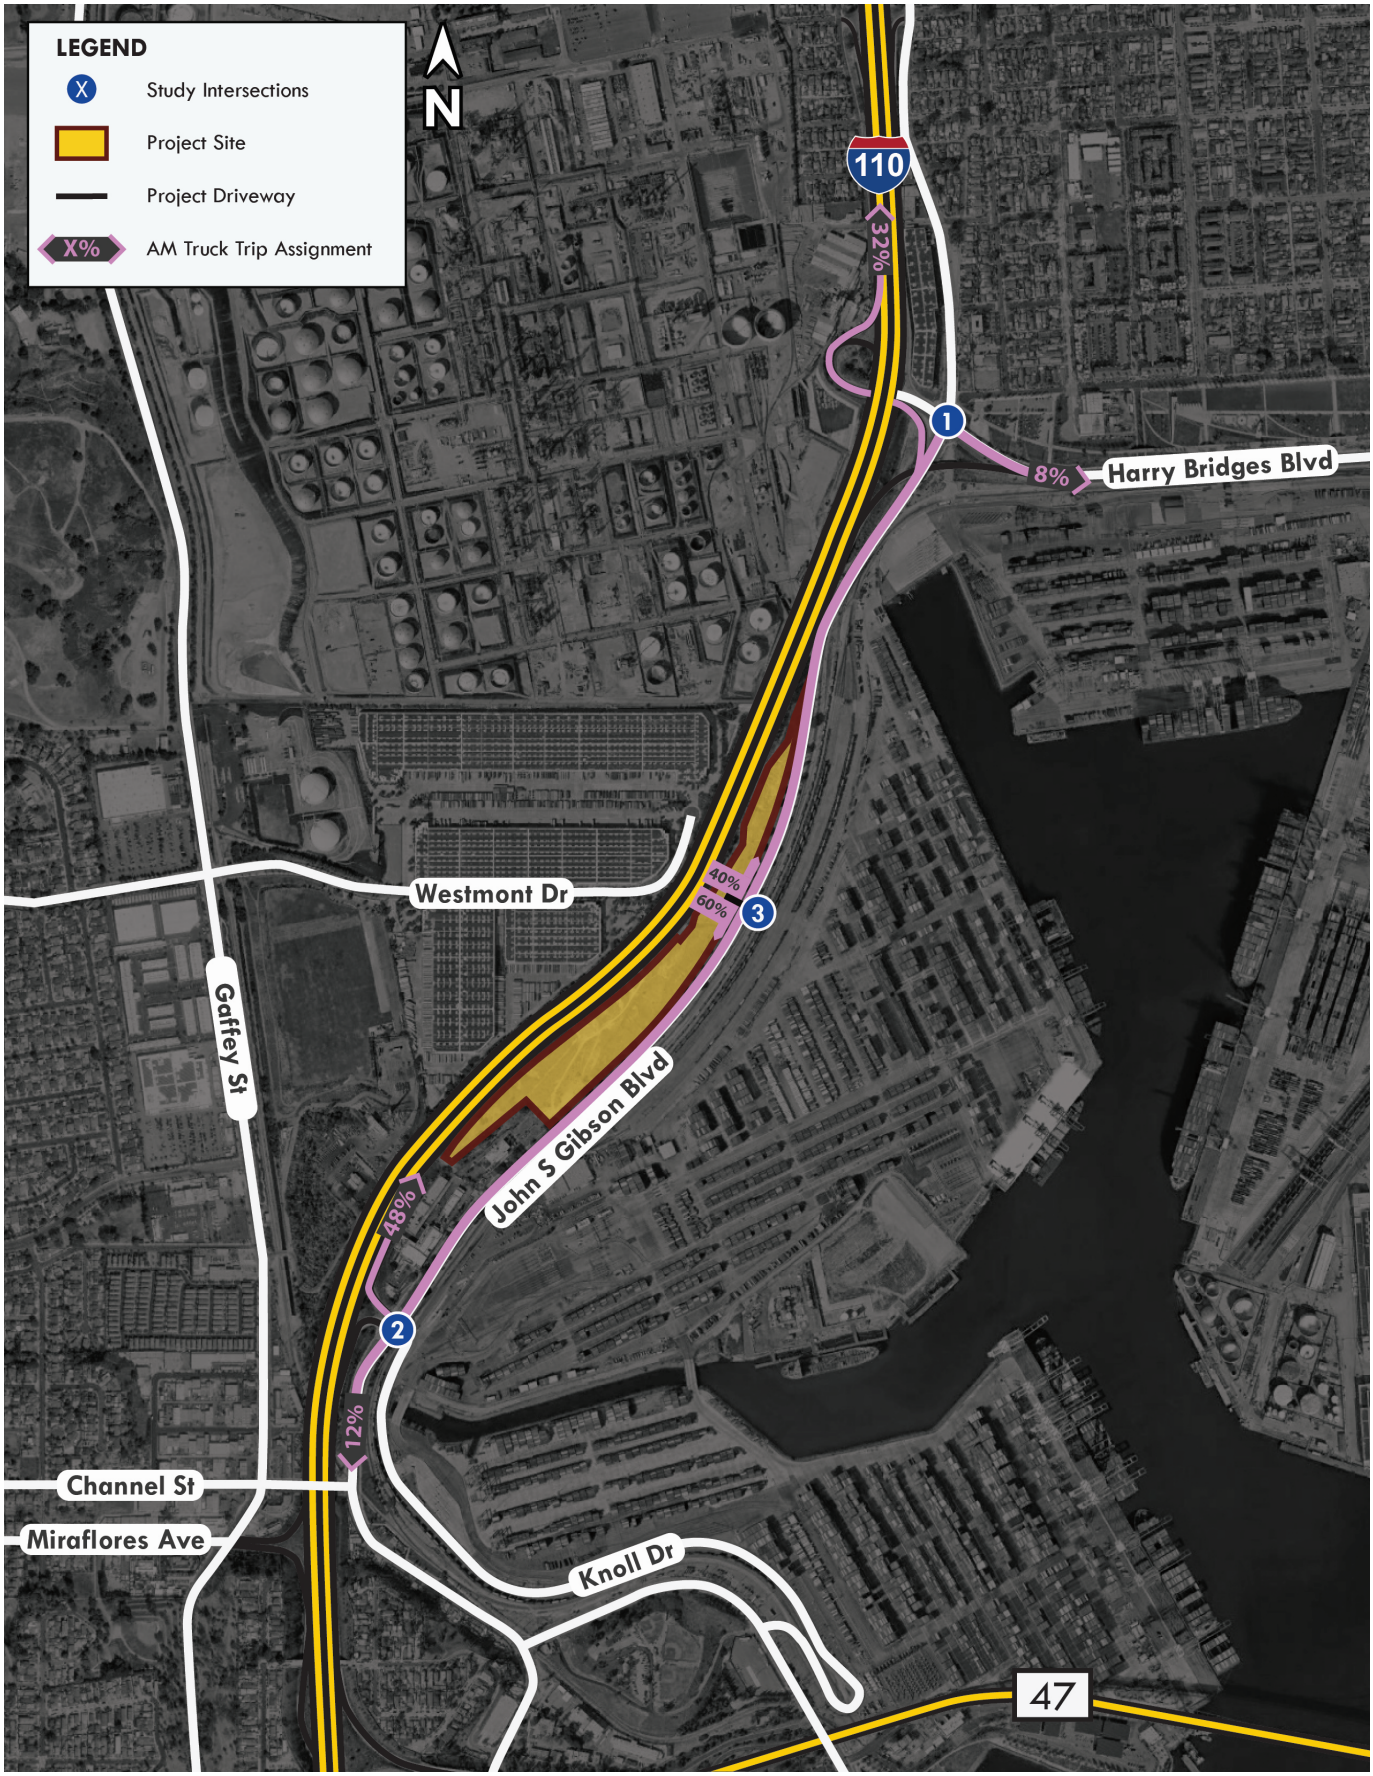 LEGEND
X Study Intersections
Project Site
Project Driveway
X% AM Truck Trip Assignment
N
110
32%
1
8%
Harry Bridges Blvd
40%
60%
3
Westmont Dr
Gaffey St
John S Gibson Blvd
48%
2
12%
Channel St
Miraflores Ave
Knoll Dr
47